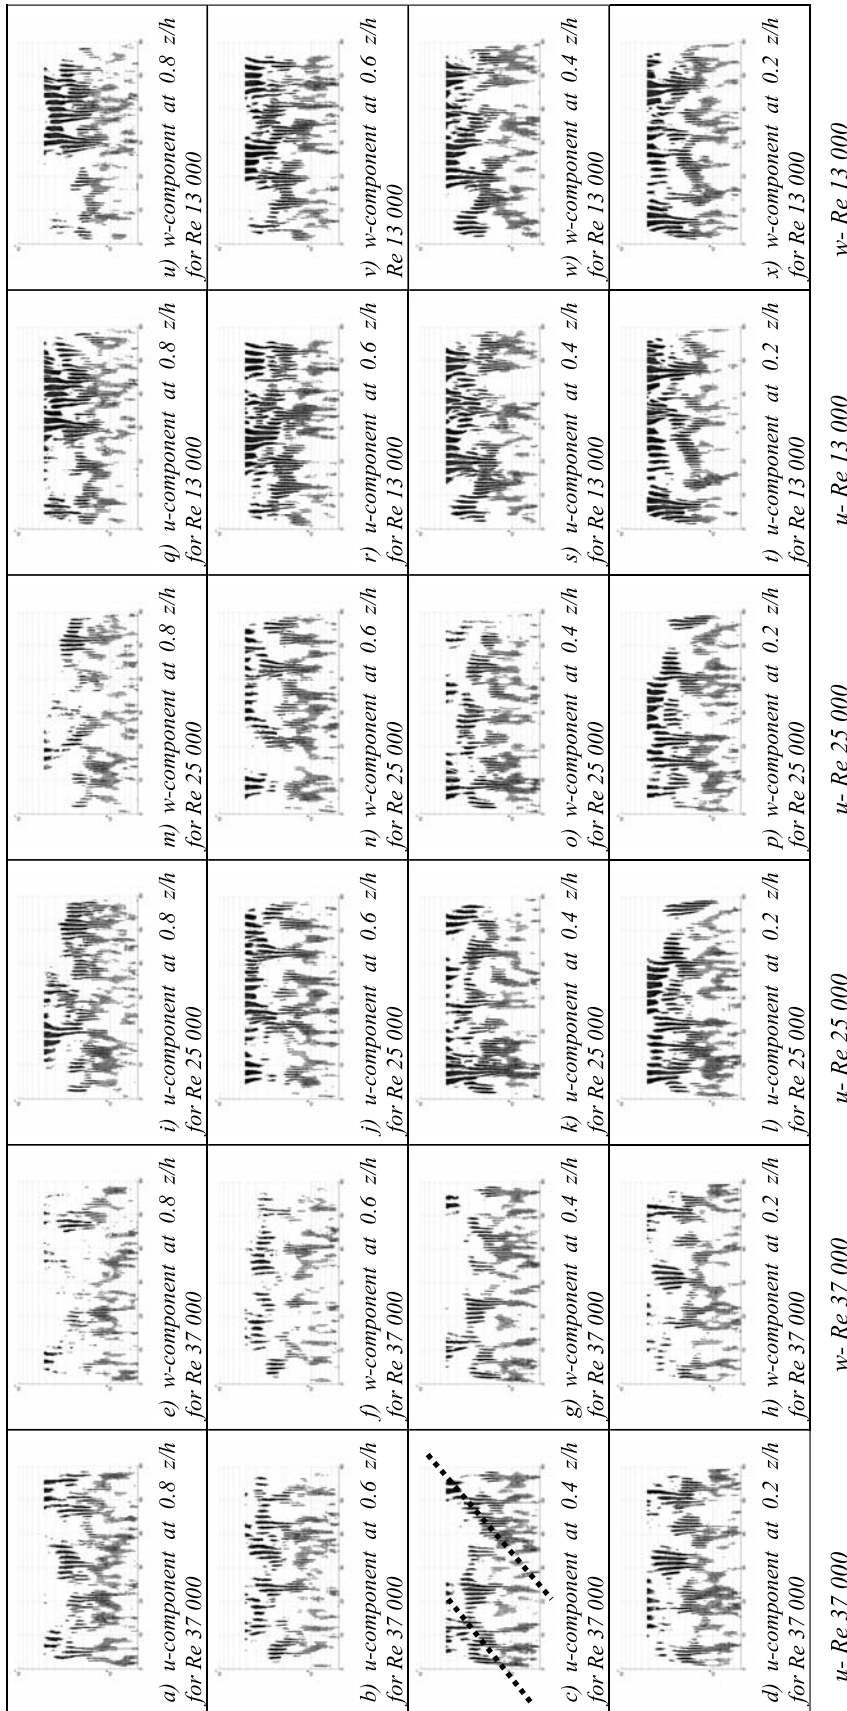 a) u-component at 0.8 z/h
for Re 37 000
e) w-component at 0.8 z/h
for Re 37 000
i) u-component at 0.8 z/h
for Re 25 000
m) w-component at 0.8 z/h
for Re 25 000
q) u-component at 0.8 z/h
for Re 13 000
u) w-component at 0.8 z/h
for Re 13 000
b) u-component at 0.6 z/h
for Re 37 000
f) w-component at 0.6 z/h
for Re 37 000
j) u-component at 0.6 z/h
for Re 25 000
n) w-component at 0.6 z/h
for Re 25 000
r) u-component at 0.6 z/h
for Re 13 000
v) w-component at 0.6 z/h
Re 13 000
c) u-component at 0.4 z/h
for Re 37 000
g) w-component at 0.4 z/h
for Re 37 000
k) u-component at 0.4 z/h
for Re 25 000
o) w-component at 0.4 z/h
for Re 25 000
s) u-component at 0.4 z/h
for Re 13 000
w) w-component at 0.4 z/h
for Re 13 000
d) u-component at 0.2 z/h
for Re 37 000
h) w-component at 0.2 z/h
for Re 37 000
l) u-component at 0.2 z/h
for Re 25 000
p) w-component at 0.2 z/h
for Re 25 000
t) u-component at 0.2 z/h
for Re 13 000
x) w-component at 0.2 z/h
for Re 13 000
u- Re 37 000
w- Re 37 000
u- Re 25 000
u- Re 25 000
u- Re 13 000
w- Re 13 000